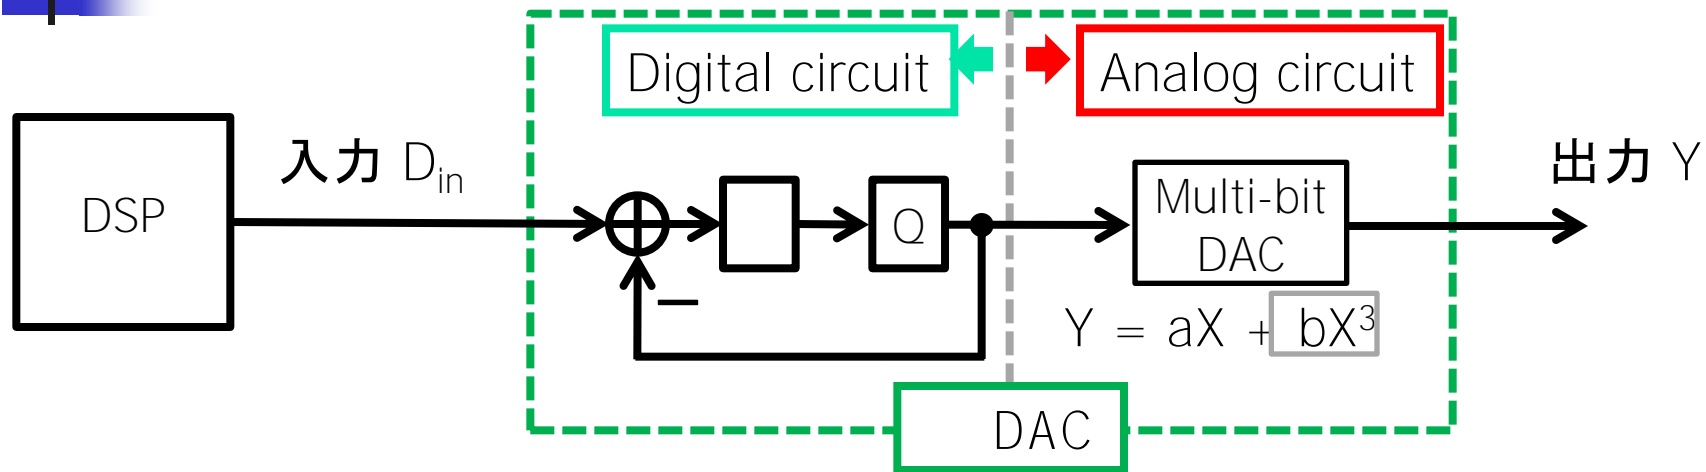 Digital circuit
Analog circuit
DSP
入力 Din
Q
Multi-bit
DAC
出力 Y
−
Y = aX + bX³
DAC